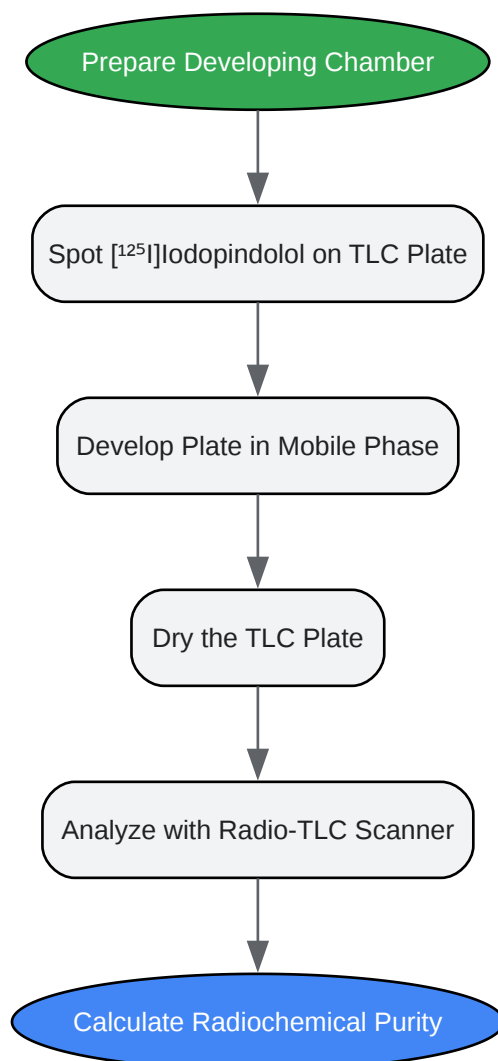 Prepare Developing Chamber
Spot [¹²⁵I]Iodopindolol on TLC Plate
Develop Plate in Mobile Phase
Dry the TLC Plate
Analyze with Radio-TLC Scanner
Calculate Radiochemical Purity